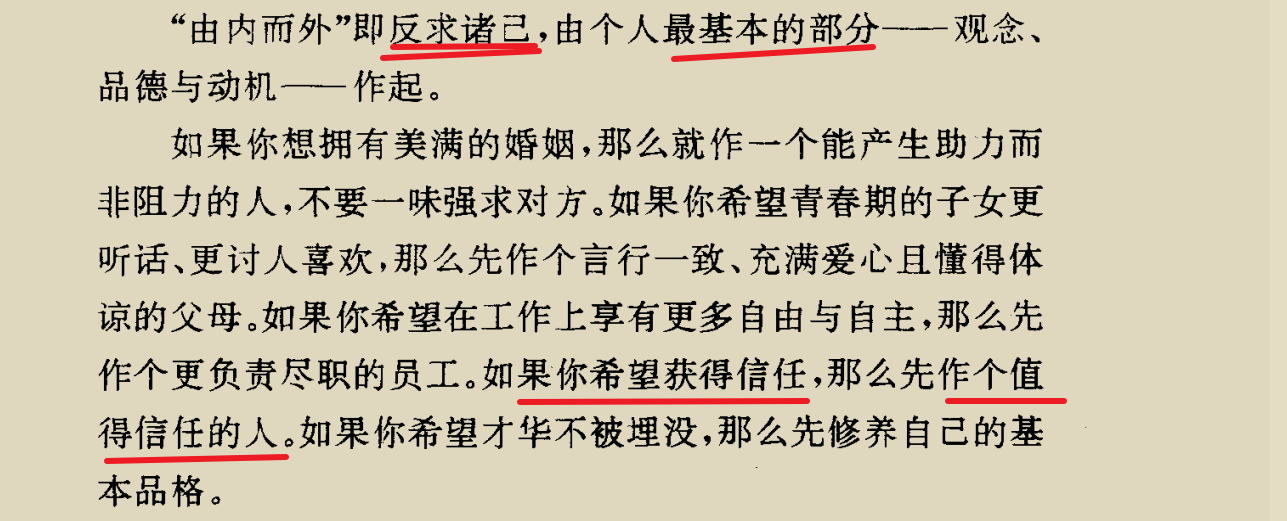 “由内而外”即反求诸己,由个人最基本的部分——观念、
品德与动机——作起。
如果你想拥有美满的婚姻,那么就作一个能产生助力而
非阻力的人,不要一味强求对方。如果你希望青春期的子女更
听话、更讨人喜欢,那么先作个言行一致、充满爱心且懂得体
谅的父母。如果你希望在工作上享有更多自由与自主,那么先
作个更负责尽职的员工。如果你希望获得信任,那么先作个值
得信任的人。如果你希望才华不被埋没,那么先修养自己的基
本品格。